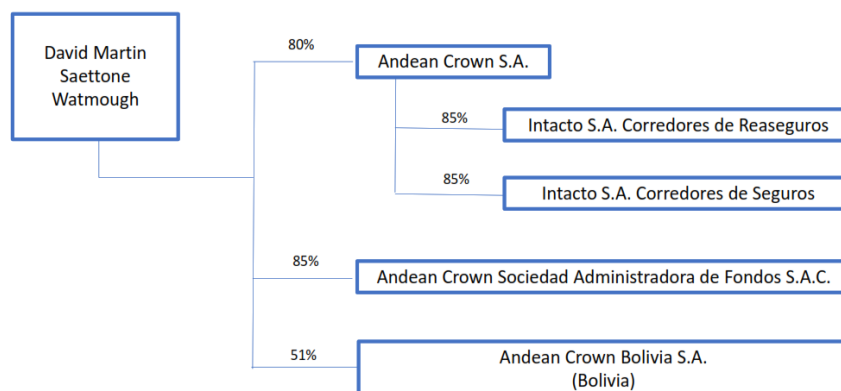 David Martin
Saettone
Watmough
80%
Andean Crown S.A.
85%
Intacto S.A. Corredores de Reaseguros
85%
Intacto S.A. Corredores de Seguros
85%
Andean Crown Sociedad Administradora de Fondos S.A.C.
51%
Andean Crown Bolivia S.A.
(Bolivia)